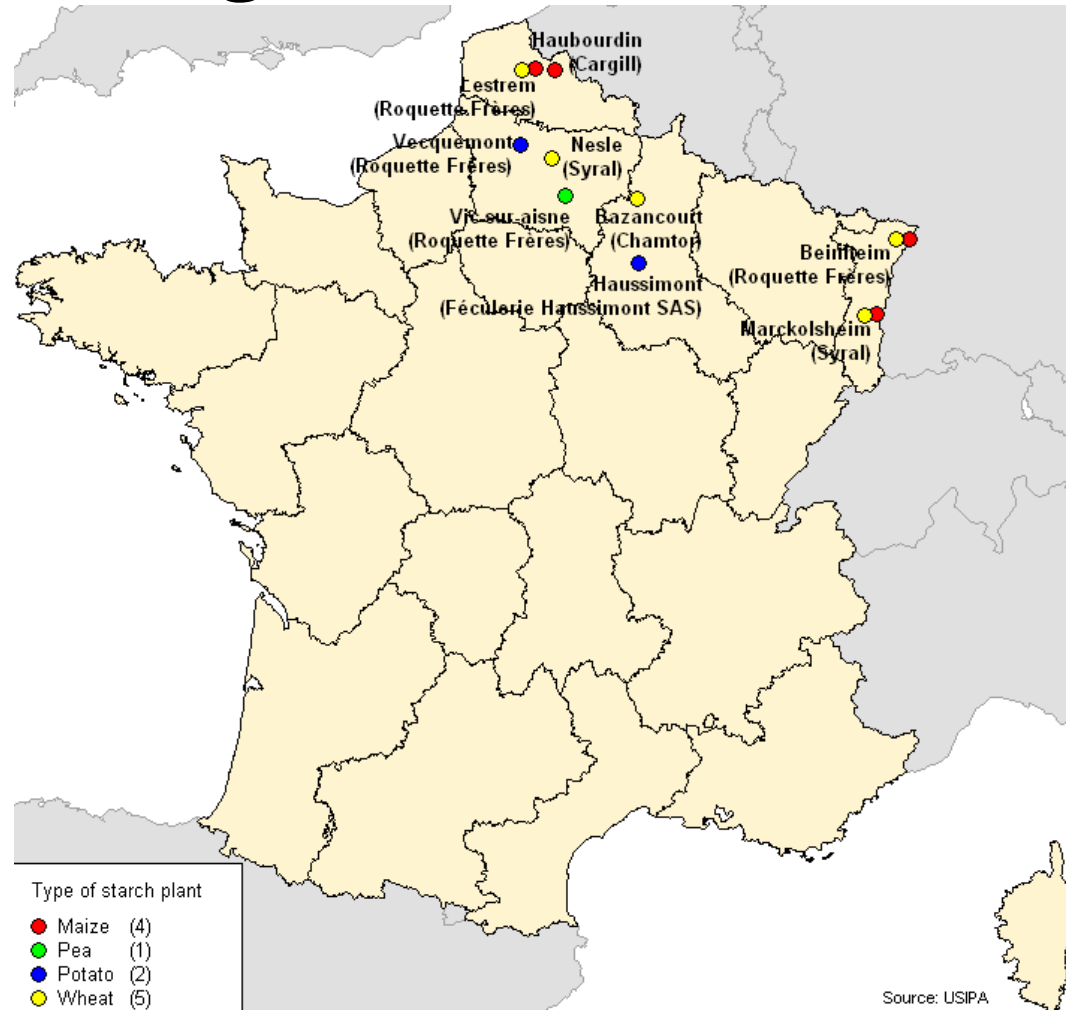 Haubourdin
(Cargill)
Lestrem
(Roquette Frères)
Vecquemont
(Roquette Frères)
Nesle
(Syral)
Vic sur aisne
(Roquette Frères)
Bazancourt
(Chamtor)
Beinheim
(Roquette Frères)
Haussimont
(Féculerie Haussimont SAS)
Marckolsheim
(Syral)
Type of starch plant
Maize (4)
Pea (1)
Potato (2)
Wheat (5)
Source: USIPA